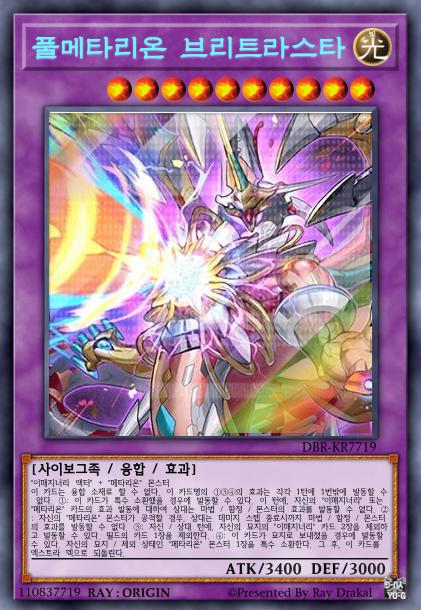 풀메타리온 브리트라스타
光
DBR-KR7719
[사이보그족 / 융합 / 효과]
"이매지너리 액터" + "메타리온" 몬스터
이 카드는 융합 소재로 할 수 없다. 이 카드명의 ①③④의 효과는 각각 1턴에 1번밖에 발동할 수
없다. ①: 이 카드가 특수 소환했을 경우에 발동할 수 있다. 이 턴에, 자신의 "이매지너리" 또는
"메타리온" 카드의 효과 발동에 대하여 상대는 마법 / 함정 / 몬스터의 효과를 발동할 수 없다. ②
: 자신의 "메타리온" 몬스터가 공격할 경우, 상대는 데미지 스텝 종료시까지 마법 / 함정 / 몬스터
의 효과를 발동할 수 없다. ③: 자신 / 상대 턴에, 자신의 묘지의 "이매지너리" 카드 2장을 제외하
고 발동할 수 있다. 필드의 카드 1장을 제외한다. ④: 이 카드가 묘지로 보내졌을 경우에 발동할
수 있다. 자신의 묘지 / 제외 상태인 "메타리온" 몬스터 1장을 특수 소환한다. 그 후, 이 카드를
엑스트라 덱으로 되돌린다.
ATK/3400 DEF/3000
110837719 RAY : ORIGIN ©Presented By Ray Drakal